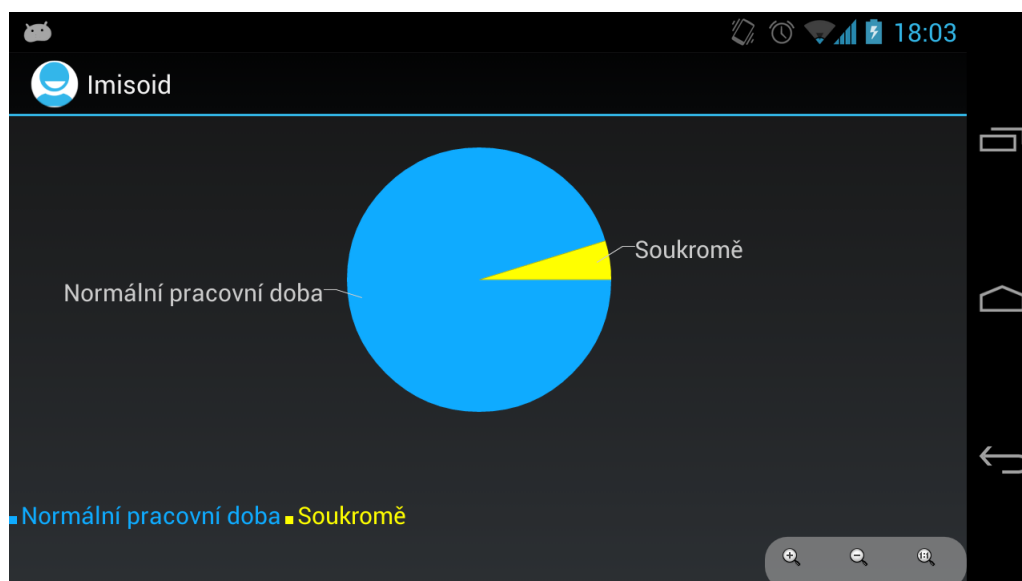 18:03
Imisoid
Soukromě
Normální pracovní doba
Normální pracovní doba Soukromě